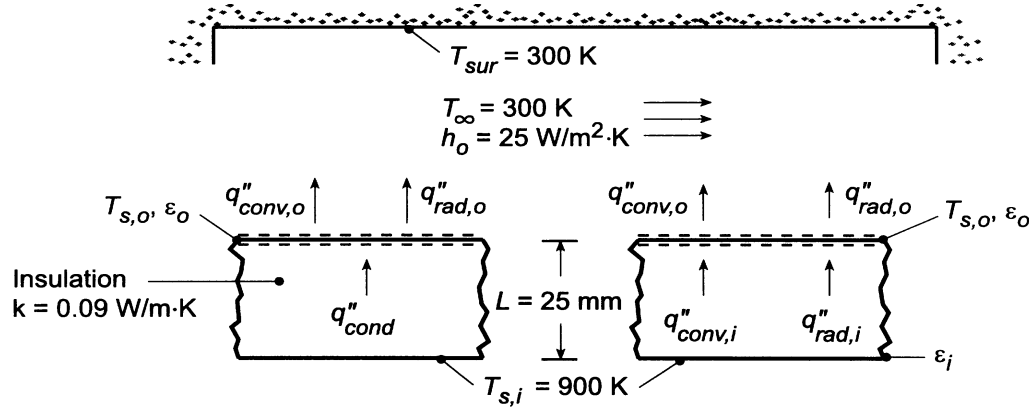 T_sur = 300 K
T_∞ = 300 K
h_o = 25 W/m²·K
q"_conv,o
q"_rad,o
q"_conv,o
q"_rad,o
T_s,o, ε_o
T_s,o, ε_o
Insulation
k = 0.09 W/m·K
q"_cond
L = 25 mm
q"_conv,i
q"_rad,i
T_s,i = 900 K
ε_i